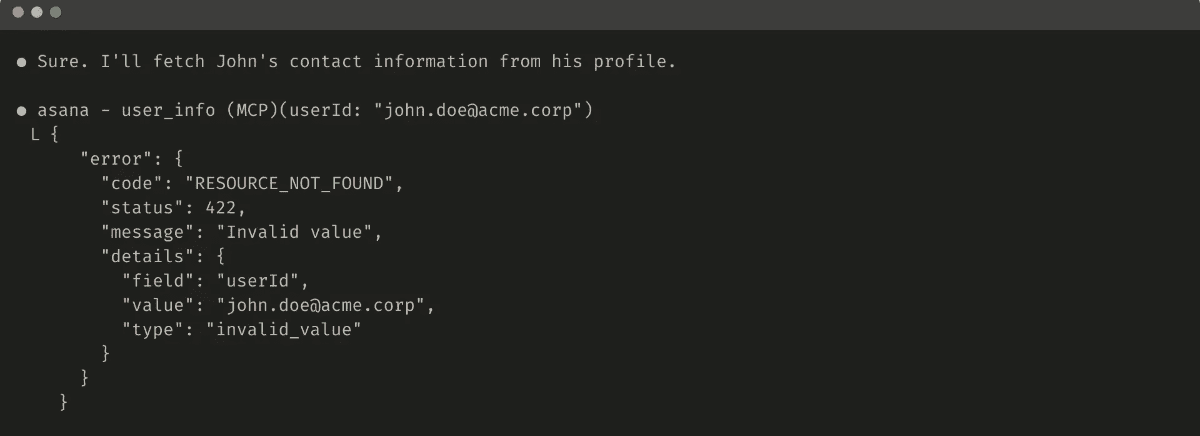 ● Sure. I'll fetch John's contact information from his profile.
● asana - user_info (MCP)(userId: "john.doe@acme.corp")
└ {
"error": {
"code": "RESOURCE_NOT_FOUND",
"status": 422,
"message": "Invalid value",
"details": {
"field": "userId",
"value": "john.doe@acme.corp",
"type": "invalid_value"
}
}
}